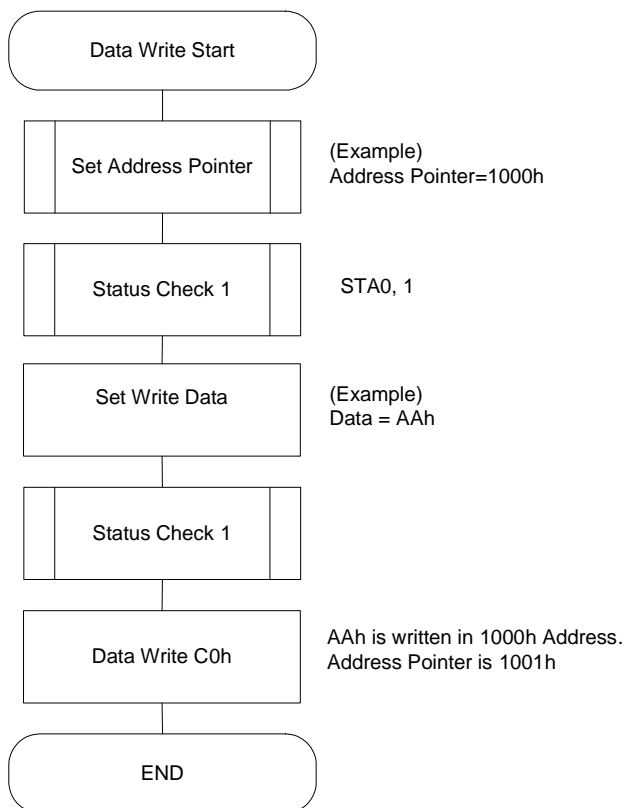 Data Write Start
Set Address Pointer
(Example)
Address Pointer=1000h
Status Check 1
STA0, 1
Set Write Data
(Example)
Data = AAh
Status Check 1
Data Write C0h
AAh is written in 1000h Address.
Address Pointer is 1001h
END